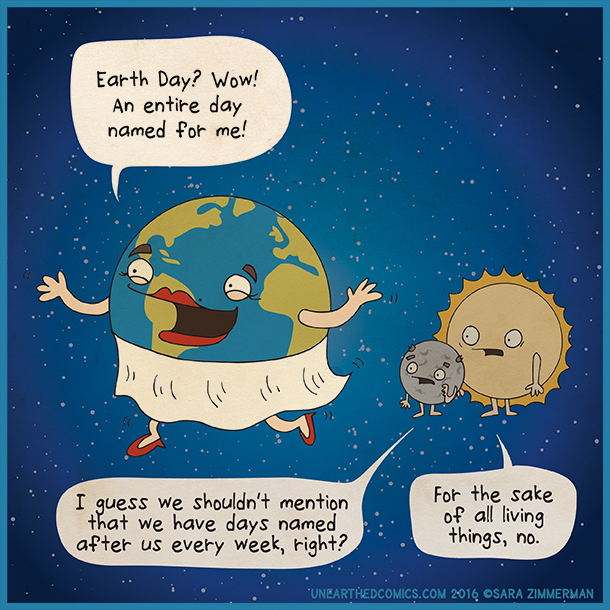 Earth Day? Wow!
An entire day
named for me!
I guess we shouldn't mention
that we have days named
after us every week, right?
For the sake
of all living
things, no.
UNEARTHEDCOMICS.COM 2016 ©SARA ZIMMERMAN